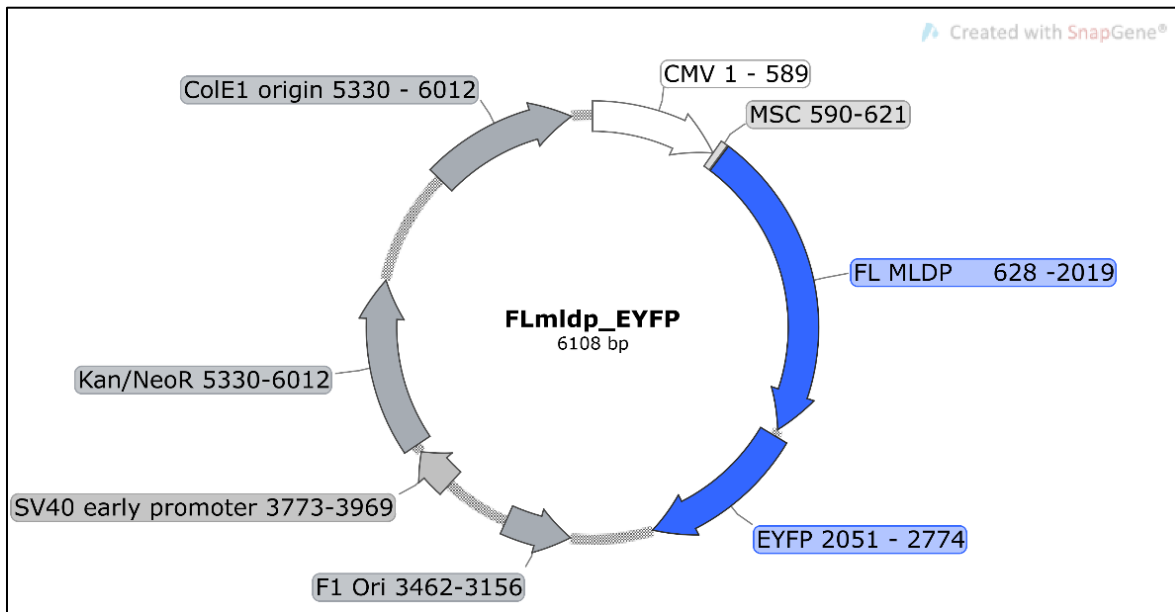 Created with SnapGene®
CMV 1 - 589
ColE1 origin 5330 - 6012
MSC 590-621
FL MLDP 628 -2019
FLmldp_EYFP
6108 bp
Kan/NeoR 5330-6012
SV40 early promoter 3773-3969
EYFP 2051 - 2774
F1 Ori 3462-3156